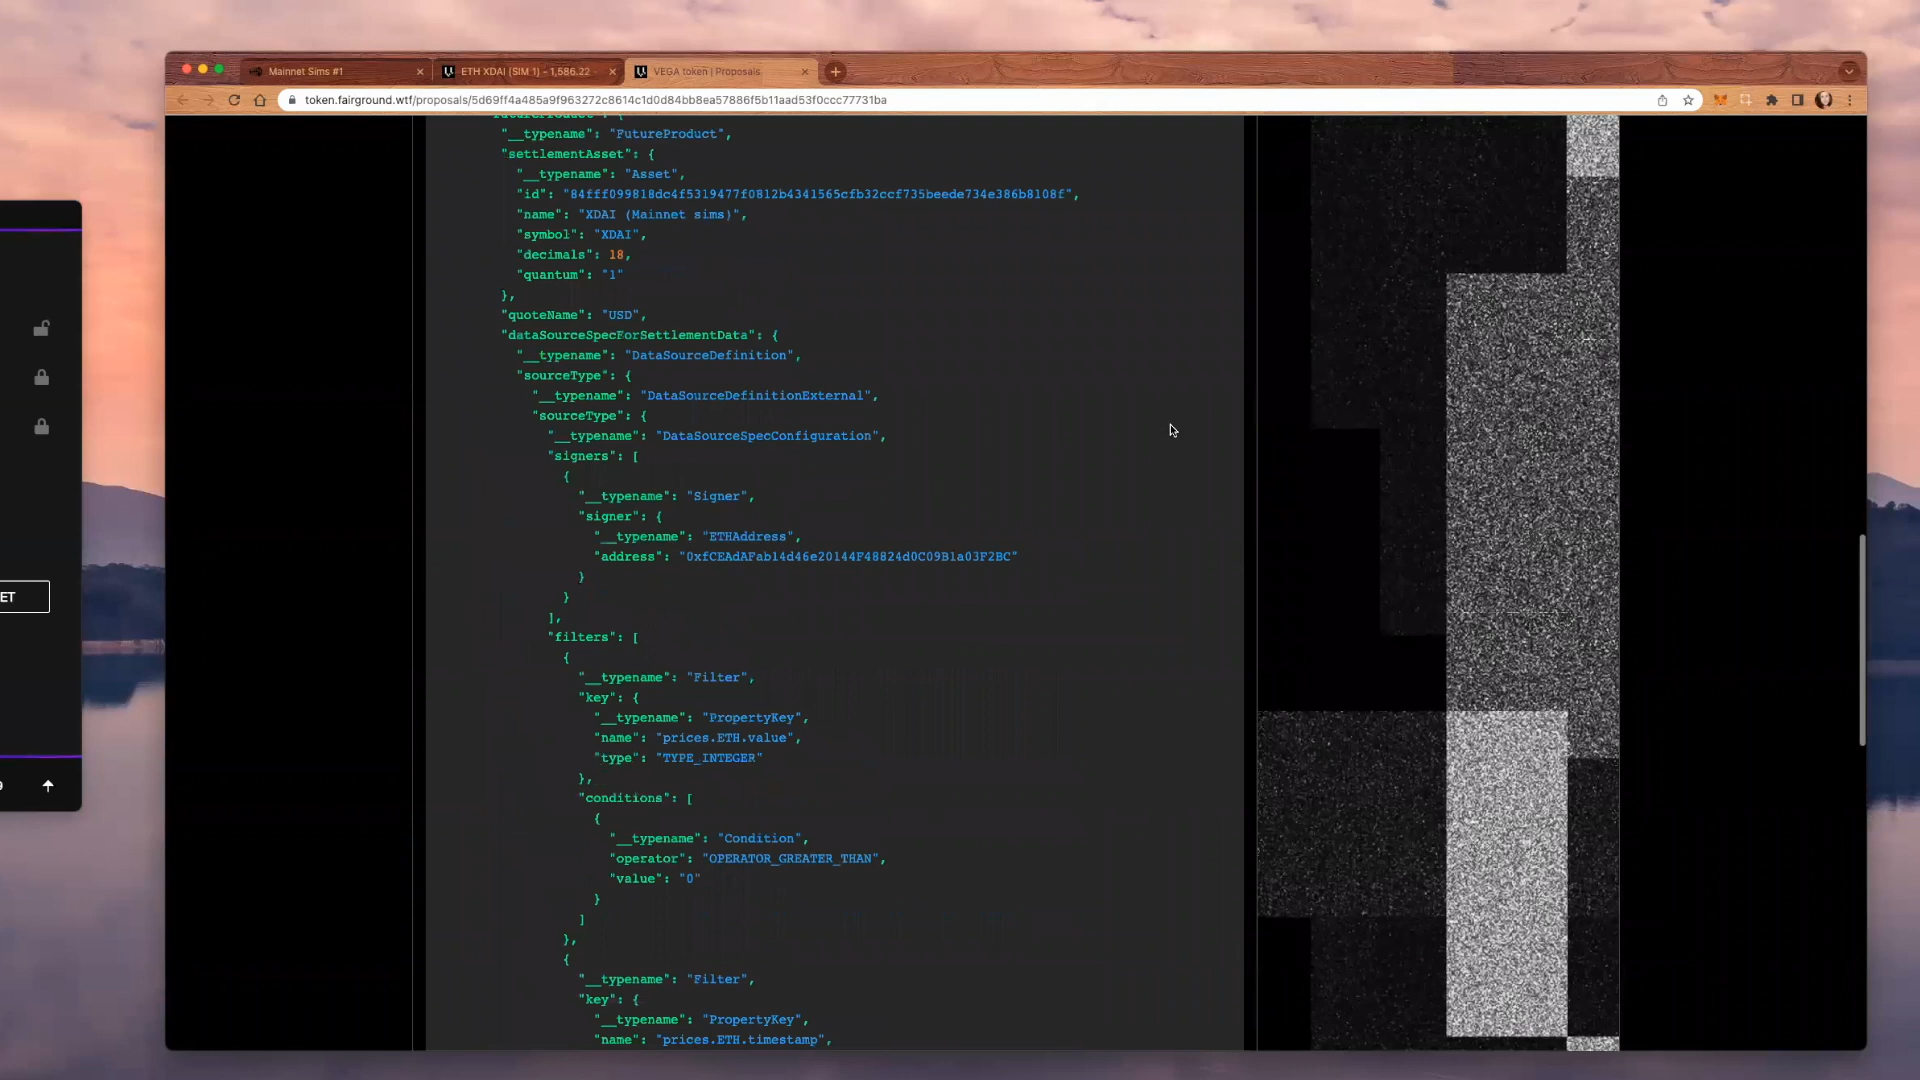 Mainnet Sims #1
ETH XDAI (SIM 1) - 1,586.22
VEGA token | Proposals
token.fairground.wtf/proposals/5d69ff4a485a9f963272c8614c1d0d84bb8ea57886f5b11aad53f0ccc77731ba
"__typename": "FutureProduct",
"settlementAsset": {
"__typename": "Asset",
"id": "84fff099818dc4f5319477f0812b4341565cfb32ccf735beede734e386b8108f",
"name": "XDAI (Mainnet sims)",
"symbol": "XDAI",
"decimals": 18,
"quantum": "1"
},
"quoteName": "USD",
"dataSourceSpecForSettlementData": {
"__typename": "DataSourceDefinition",
"sourceType": {
"__typename": "DataSourceDefinitionExternal",
"sourceType": {
"__typename": "DataSourceSpecConfiguration",
"signers": [
{
"__typename": "Signer",
"signer": {
"__typename": "ETHAddress",
"address": "0xfCEAdAFab14d46e20144F48824d0C09B1a03F2BC"
}
}
],
"filters": [
{
"__typename": "Filter",
"key": {
"__typename": "PropertyKey",
"name": "prices.ETH.value",
"type": "TYPE_INTEGER"
},
"conditions": [
{
"__typename": "Condition",
"operator": "OPERATOR_GREATER_THAN",
"value": "0"
}
]
},
{
"__typename": "Filter",
"key": {
"__typename": "PropertyKey",
"name": "prices.ETH.timestamp",
ET